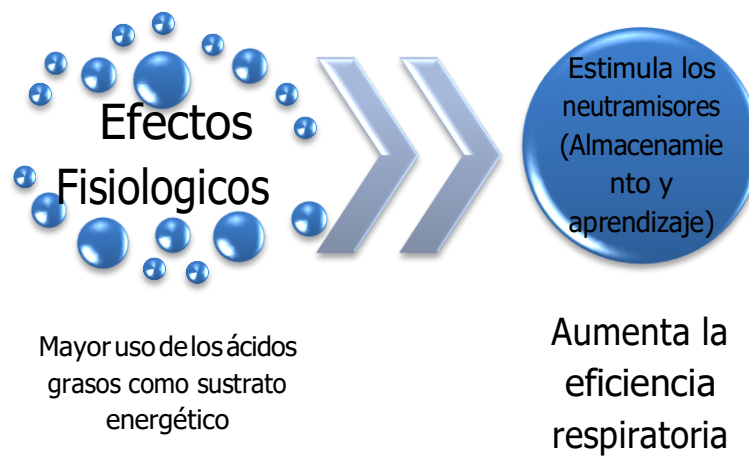 Efectos
Fisiologicos
Estimula los
neutramisores
(Almacenamie
nto y
aprendizaje)
Mayor uso de los ácidos
grasos como sustrato
energético
Aumenta la
eficiencia
respiratoria